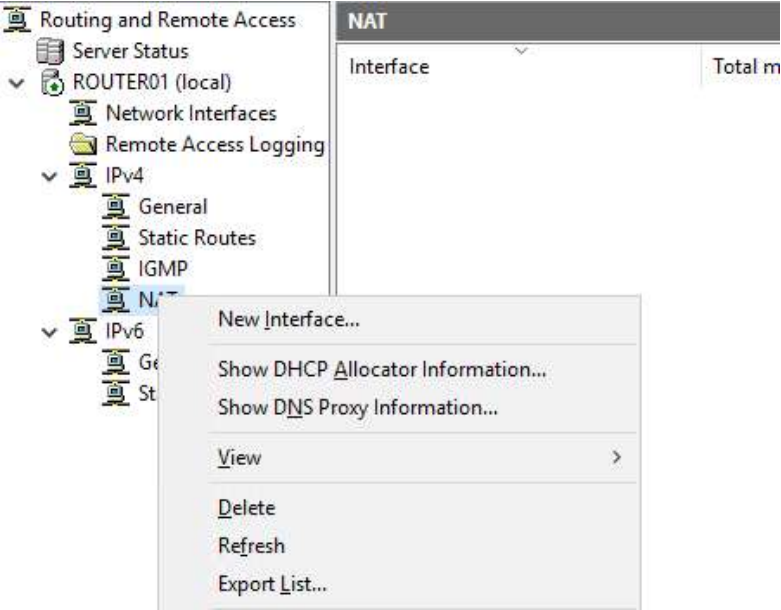 Routing and Remote Access
Server Status
ROUTER01 (local)
Network Interfaces
Remote Access Logging
IPv4
General
Static Routes
IGMP
IPv6
NAT
Interface
Total
New Interface...
Show DHCP Allocator Information...
Show DNS Proxy Information...
View
Delete
Refresh
Export List...